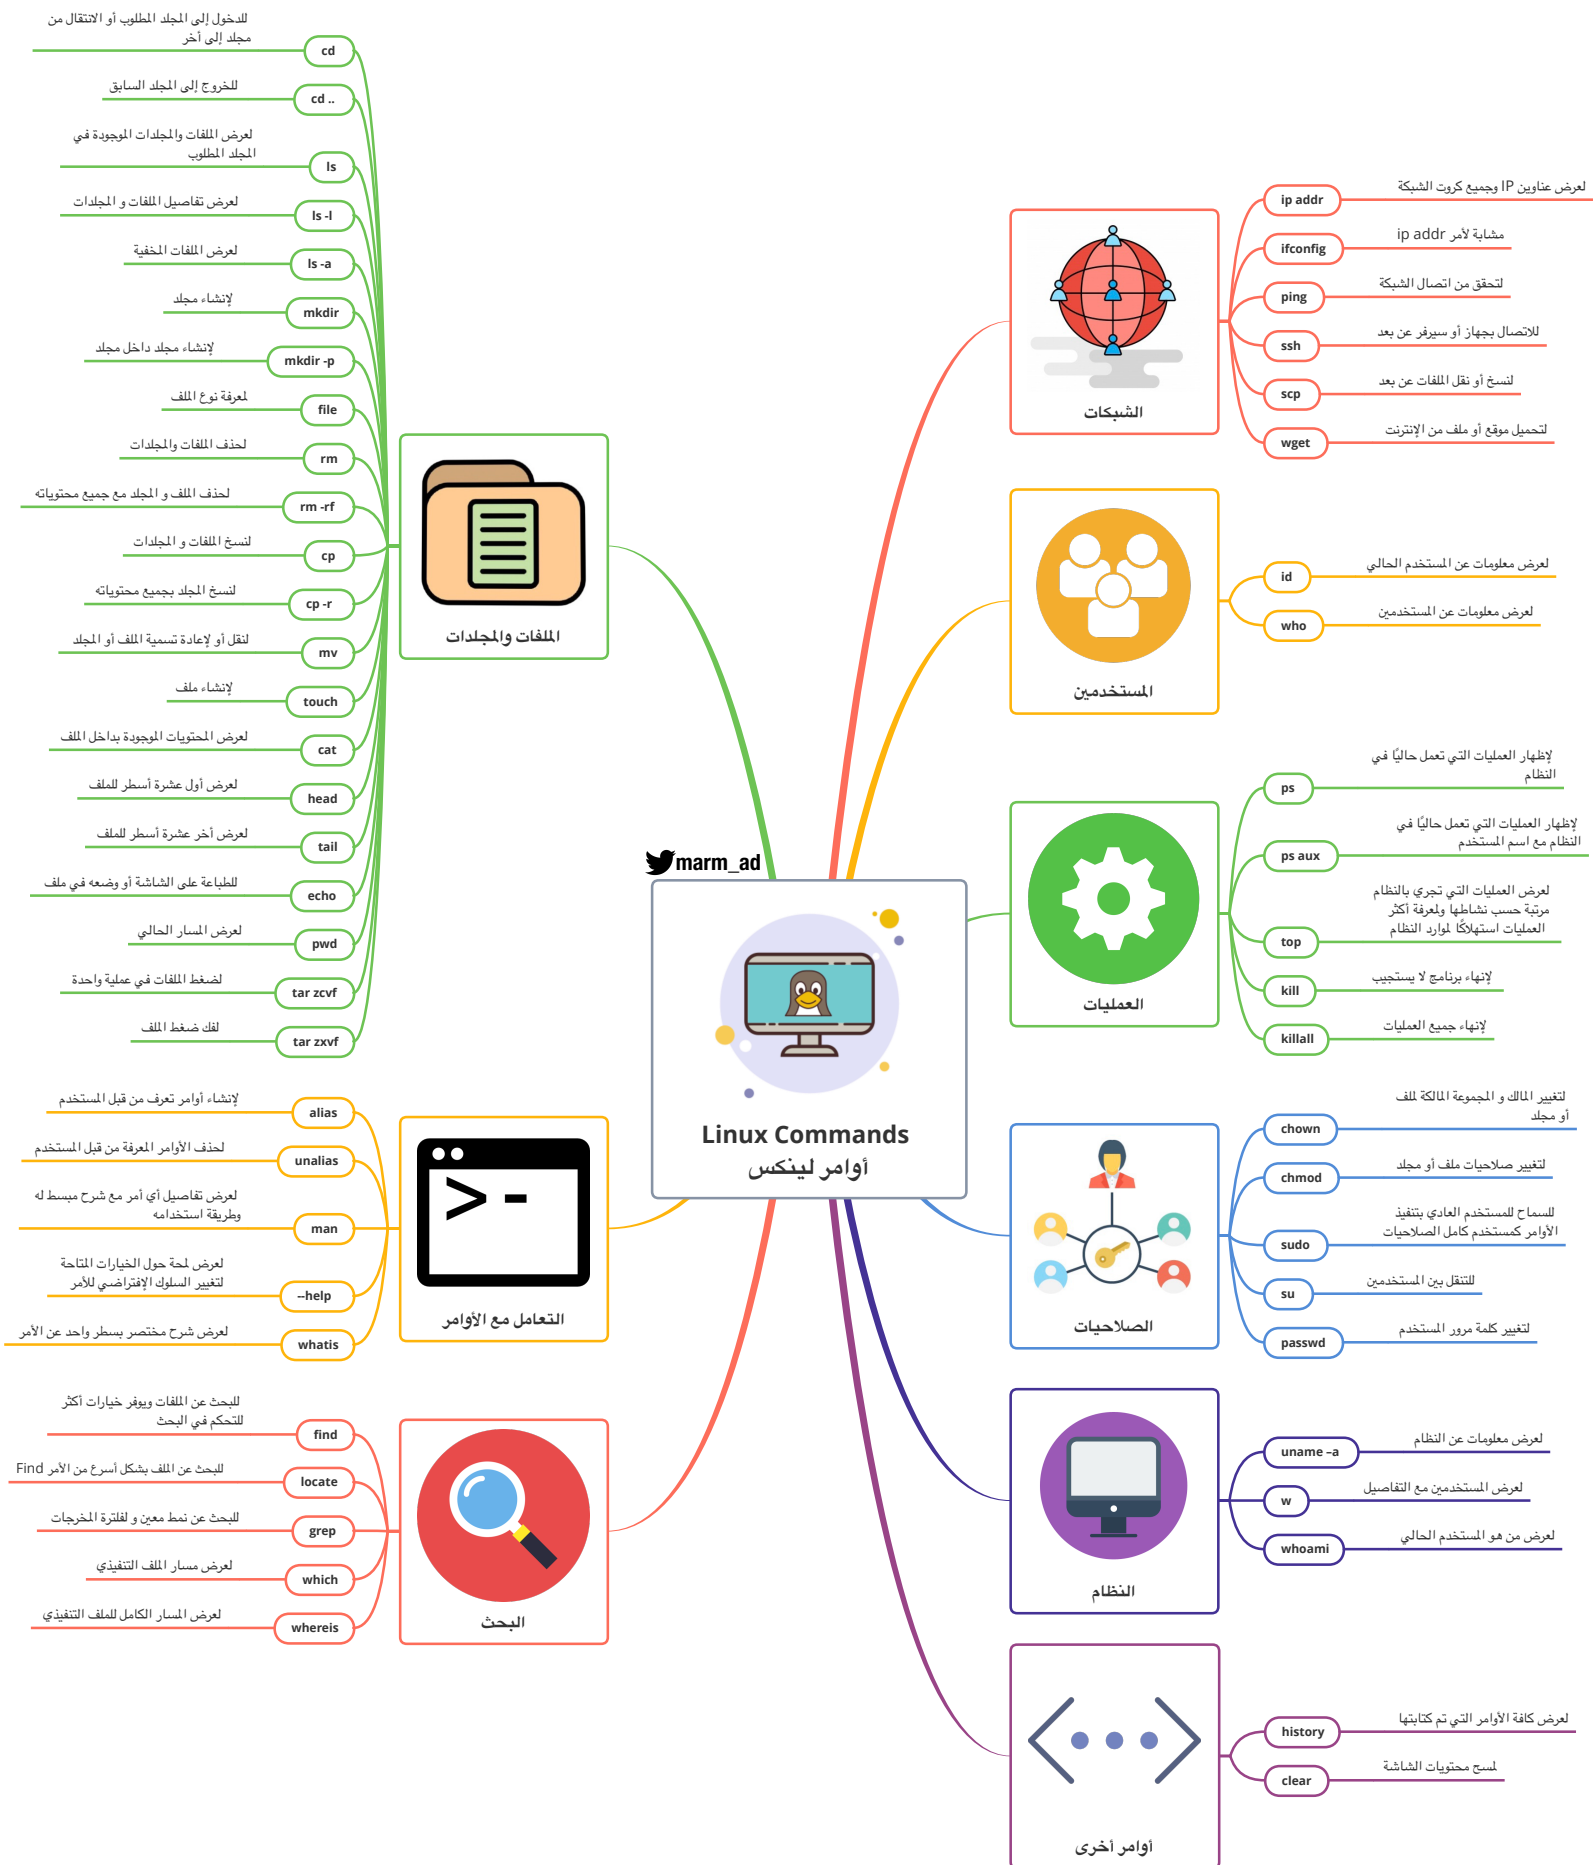 marm_ad
Linux Commands
أوامر لينكس
الملفات والمجلدات
cd
للدخول إلى المجلد المطلوب أو الانتقال من
مجلد إلى أخر
cd ..
للخروج إلى المجلد السابق
ls
لعرض الملفات والمجلدات الموجودة في
المجلد المطلوب
ls -l
لعرض تفاصيل الملفات و المجلدات
ls -a
لعرض الملفات المخفية
mkdir
لإنشاء مجلد
mkdir -p
لإنشاء مجلد داخل مجلد
file
لمعرفة نوع الملف
rm
لحذف الملفات والمجلدات
rm -rf
لحذف الملف و المجلد مع جميع محتوياته
cp
لنسخ الملفات و المجلدات
cp -r
لنسخ المجلد بجميع محتوياته
mv
لنقل أو لإعادة تسمية الملف أو المجلد
touch
لإنشاء ملف
cat
لعرض المحتويات الموجودة بداخل الملف
head
لعرض أول عشرة أسطر للملف
tail
لعرض أخر عشرة أسطر للملف
echo
للطباعة على الشاشة أو وضعه في ملف
pwd
لعرض المسار الحالي
tar zcvf
لضغط الملفات في عملية واحدة
tar zxvf
لفك ضغط الملف
التعامل مع الأوامر
alias
لإنشاء أوامر تعرف من قبل المستخدم
unalias
لحذف الأوامر المعرفة من قبل المستخدم
man
لعرض تفاصيل أي أمر مع شرح مبسط له
وطريقة استخدامه
--help
لعرض لمحة حول الخيارات المتاحة
لتغيير السلوك الإفتراضي للأمر
whatis
لعرض شرح مختصر بسطر واحد عن الأمر
البحث
find
للبحث عن الملفات ويوفر خيارات أكثر
للتحكم في البحث
locate
للبحث عن الملف بشكل أسرع من الأمر Find
grep
للبحث عن نمط معين و لفلترة المخرجات
which
لعرض مسار الملف التنفيذي
whereis
لعرض المسار الكامل للملف التنفيذي
الشبكات
ip addr
لعرض عناوين IP وجميع كروت الشبكة
ifconfig
مشابة لأمر ip addr
ping
لتحقق من اتصال الشبكة
ssh
للاتصال بجهاز أو سيرفر عن بعد
scp
لنسخ أو نقل الملفات عن بعد
wget
لتحميل موقع أو ملف من الإنترنت
المستخدمين
id
لعرض معلومات عن المستخدم الحالي
who
لعرض معلومات عن المستخدمين
العمليات
ps
لإظهار العمليات التي تعمل حاليًا في
النظام
ps aux
لإظهار العمليات التي تعمل حاليًا في
النظام مع اسم المستخدم
top
لعرض العمليات التي تجري بالنظام
مرتبة حسب نشاطها ولمعرفة أكثر
العمليات استهلاكًا لموارد النظام
kill
لإنهاء برنامج لا يستجيب
killall
لإنهاء جميع العمليات
الصلاحيات
chown
لتغيير المالك و المجموعة المالكة لملف
أو مجلد
chmod
لتغيير صلاحيات ملف أو مجلد
sudo
للسماح للمستخدم العادي بتنفيذ
الأوامر كمستخدم كامل الصلاحيات
su
للتنقل بين المستخدمين
passwd
لتغيير كلمة مرور المستخدم
النظام
uname –a
لعرض معلومات عن النظام
w
لعرض المستخدمين مع التفاصيل
whoami
لعرض من هو المستخدم الحالي
أوامر أخرى
history
لعرض كافة الأوامر التي تم كتابتها
clear
لمسح محتويات الشاشة